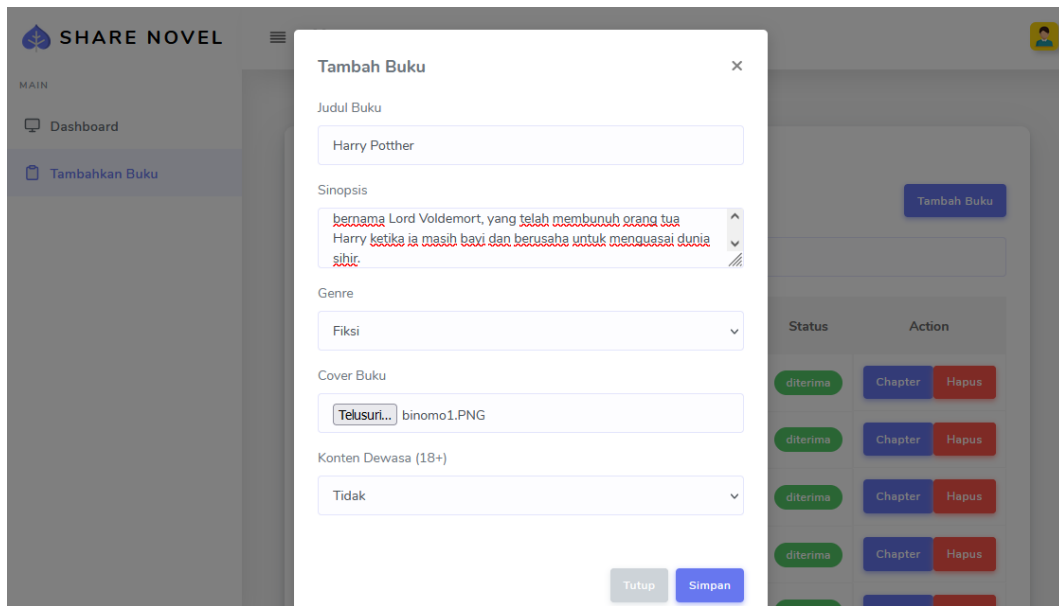 SHARE NOVEL
MAIN
Dashboard
Tambahkan Buku
Tambah Buku
×
Judul Buku
Harry Potther
Sinopsis
bernama Lord Voldemort, yang telah membunuh orang tua
Harry ketika ia masih bayi dan berusaha untuk menguasai dunia
sihir.
Genre
Fiksi
Cover Buku
Telusuri... binomo1.PNG
Konten Dewasa (18+)
Tidak
Tutup Simpan
Tambah Buku
Status Action
diterima Chapter Hapus
diterima Chapter Hapus
diterima Chapter Hapus
diterima Chapter Hapus